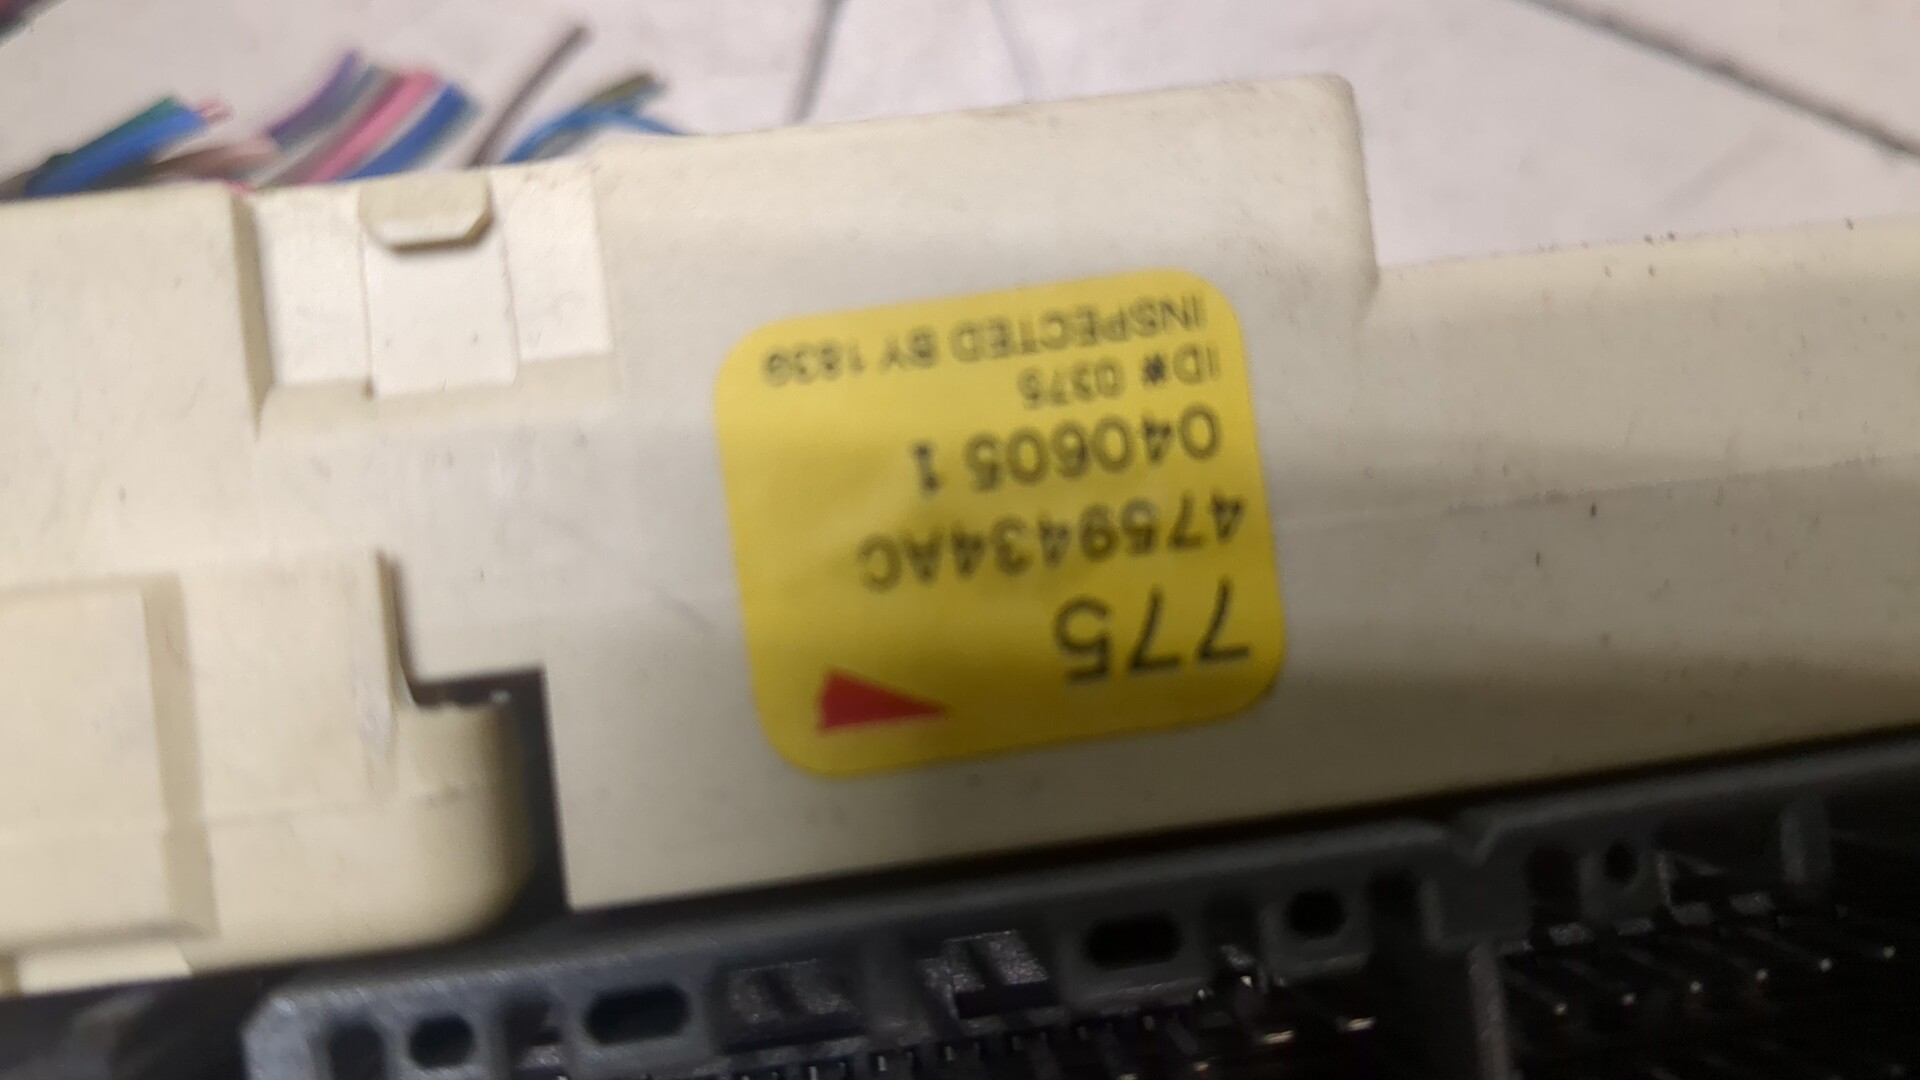 775
4759434AC
040605 1
ID# 0375
INSPECTED BY 1839